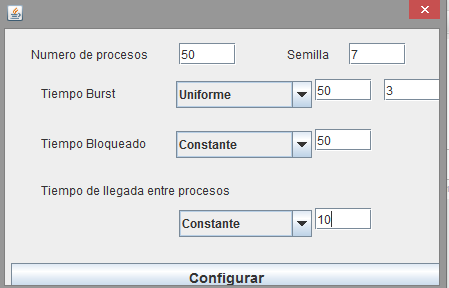 Numero de procesos 50 Semilla 7
Tiempo Burst Uniforme 50 3
Tiempo Bloqueado Constante 50
Tiempo de llegada entre procesos
Constante 10
Configurar